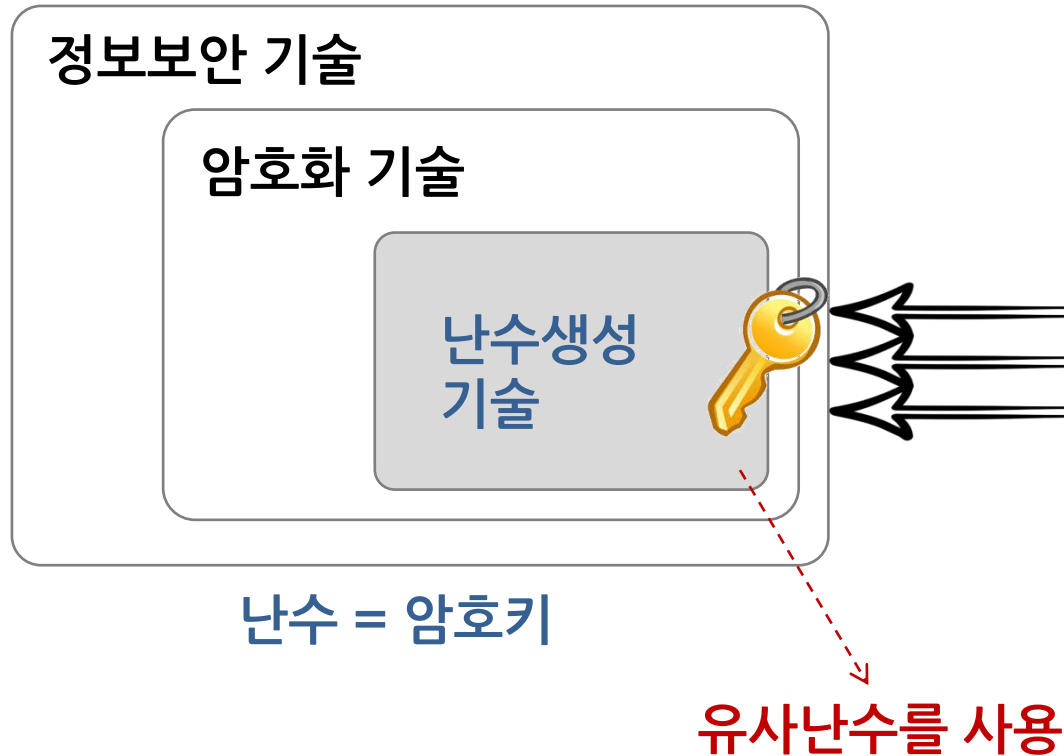 정보보안 기술
암호화 기술
난수생성
기술
난수 = 암호키
유사난수를 사용